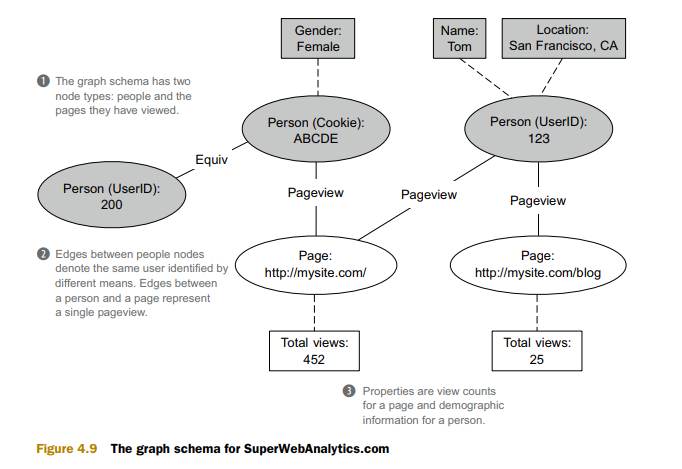 Gender:
Female
Name:
Tom
Location:
San Francisco, CA
1 The graph schema has two
node types: people and the
pages they have viewed.
Person (Cookie):
ABCDE
Person (UserID):
123
Equiv
Person (UserID):
200
Pageview
Pageview
Pageview
2 Edges between people nodes
denote the same user identified by
different means. Edges between
a person and a page represent
a single pageview.
Page:
http://mysite.com/
Page:
http://mysite.com/blog
Total views:
452
Total views:
25
3 Properties are view counts
for a page and demographic
information for a person.
Figure 4.9 The graph schema for SuperWebAnalytics.com